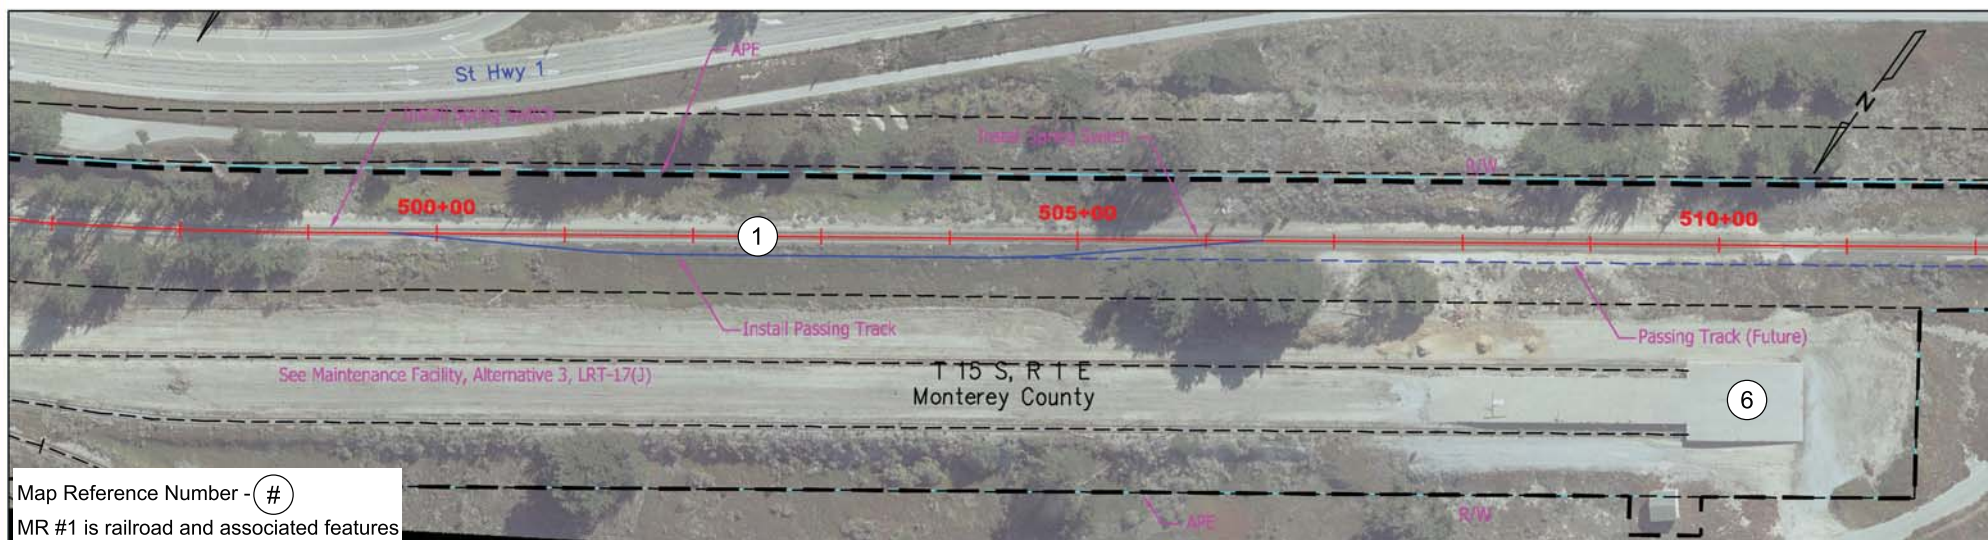 APE
St Hwy 1
Install Spring Switch
Install Spring Switch
N
R/W
500+00
505+00
510+00
1
Install Passing Track
Passing Track (Future)
See Maintenance Facility, Alternative 3, LRT-17(J)
T 15 S, R 1 E
Monterey County
6
Map Reference Number - #
MR #1 is railroad and associated features
APE
R/W